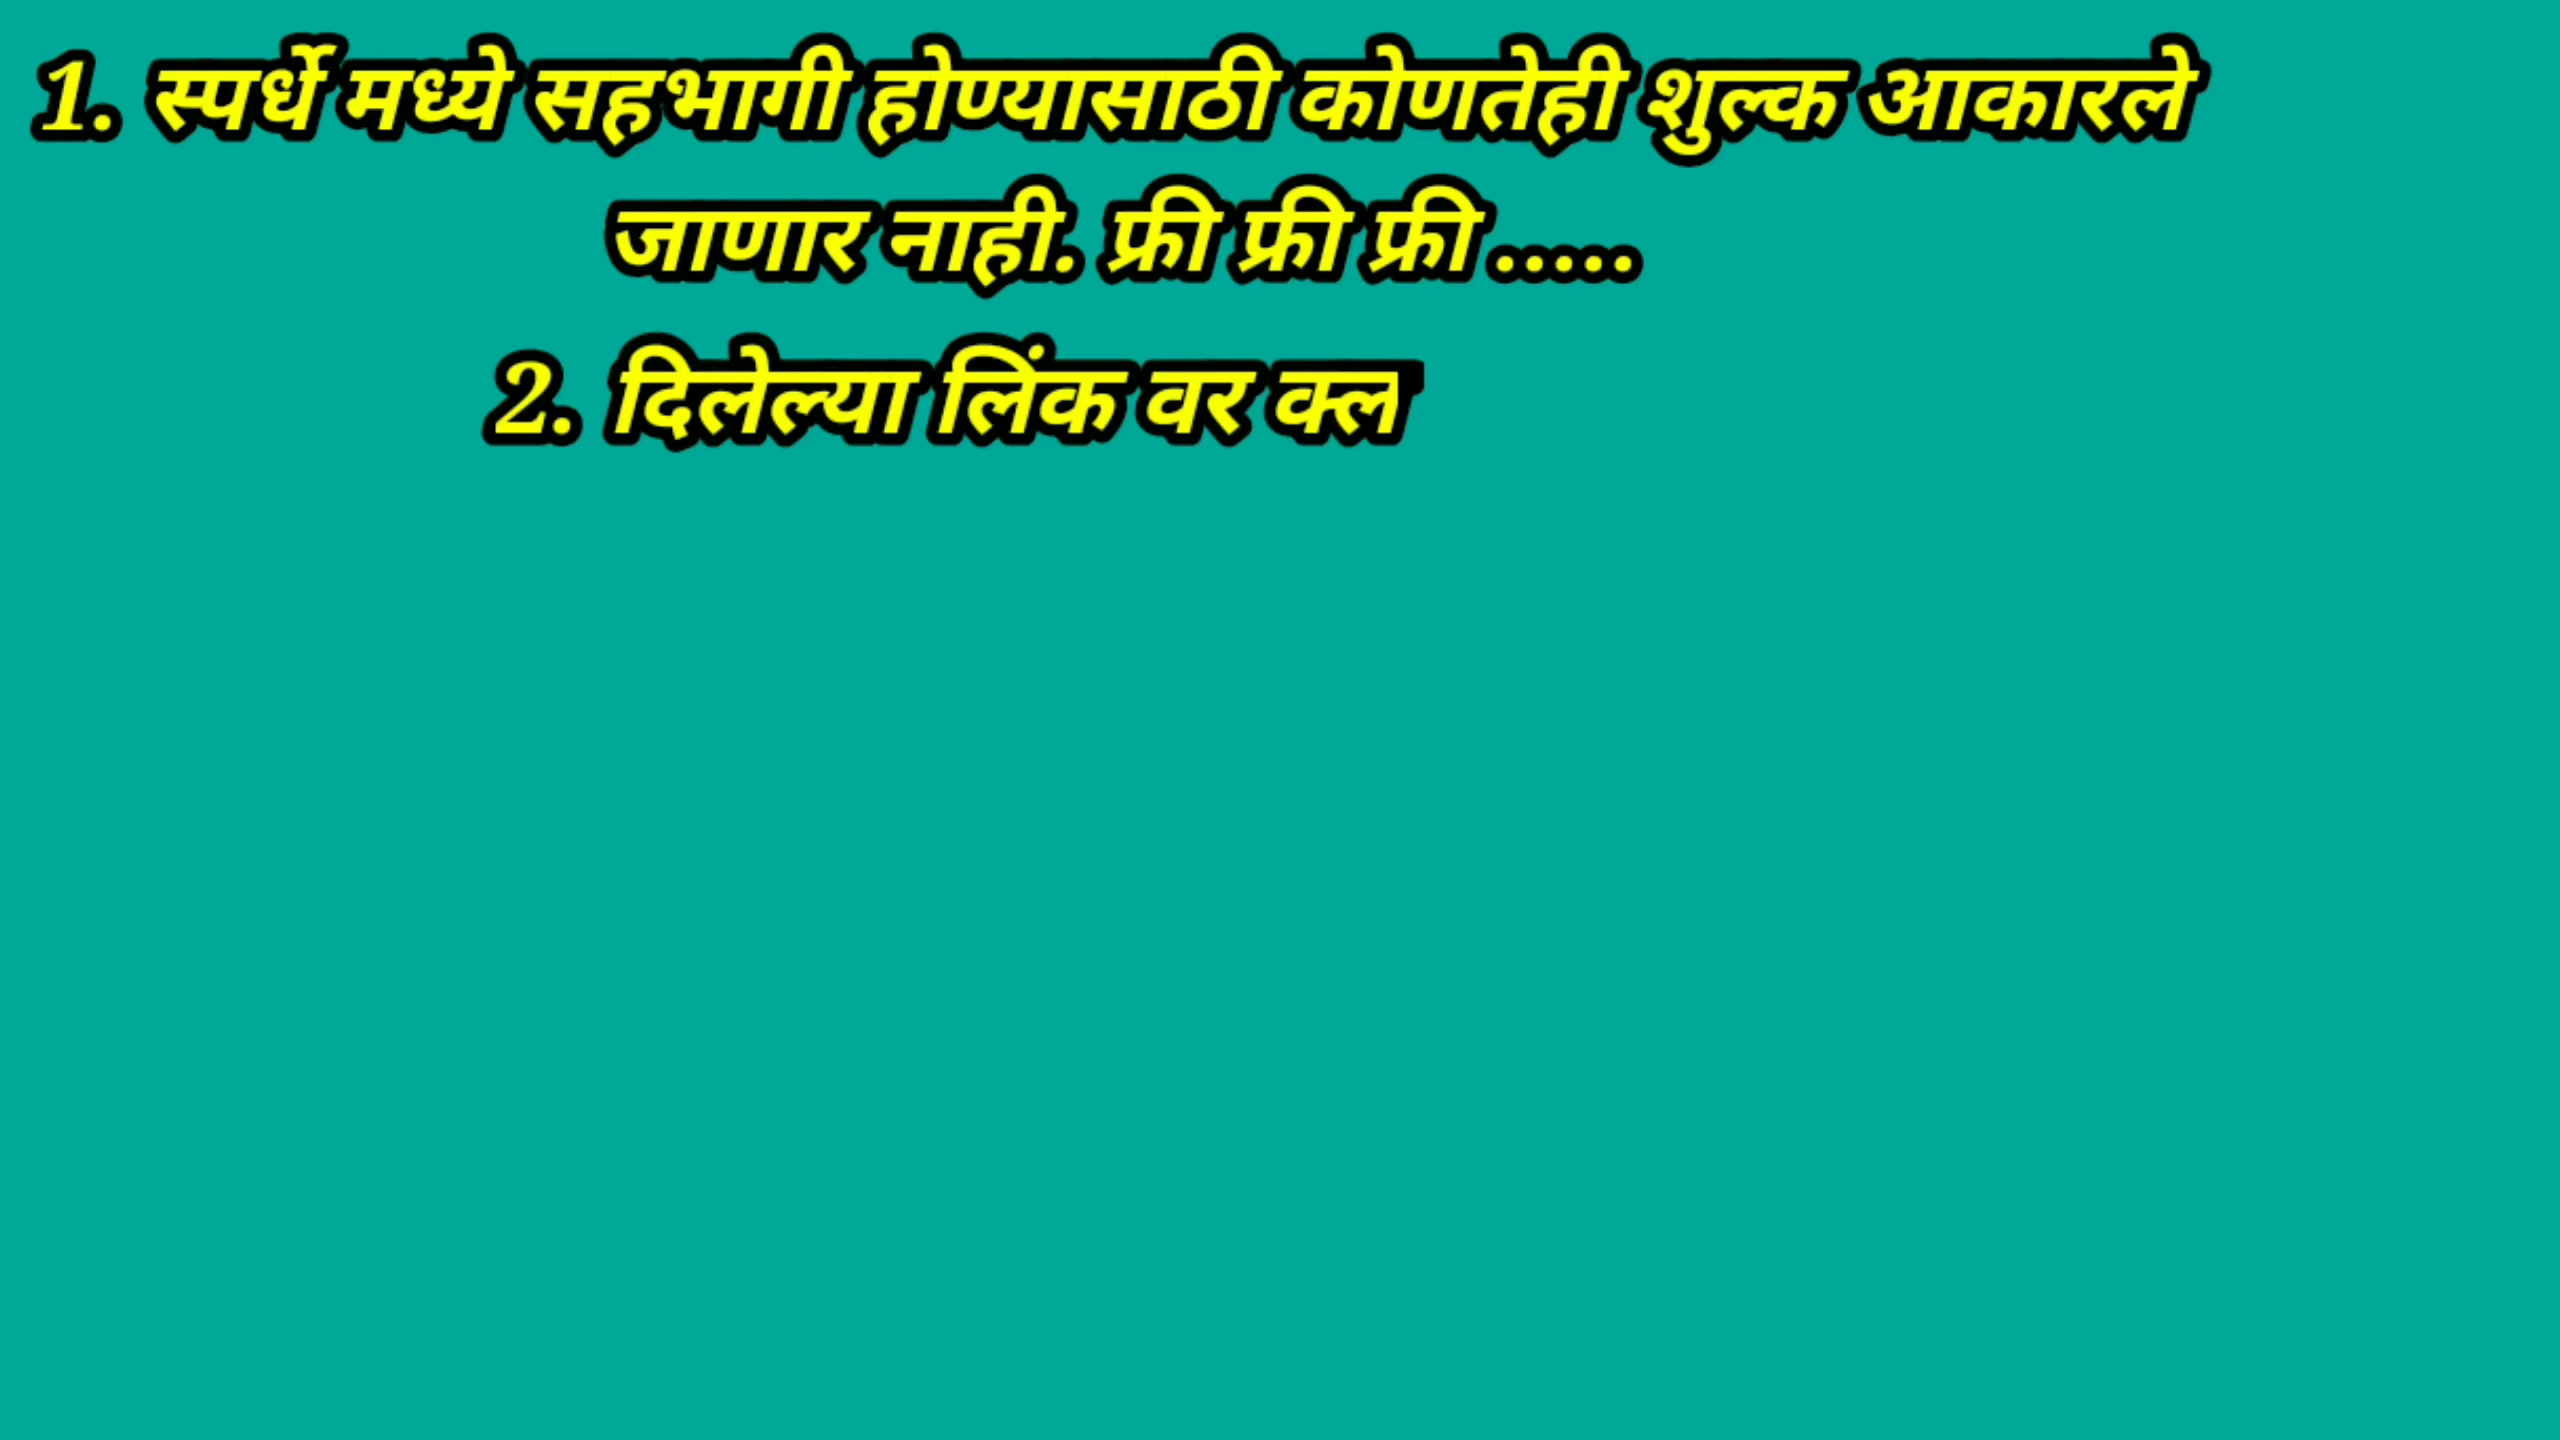 1. स्पर्धे मध्ये सहभागी होण्यासाठी कोणतेही शुल्क आकारले
जाणार नाही. फ्री फ्री फ्री .....
2. दिलेल्या लिंक वर क्ल